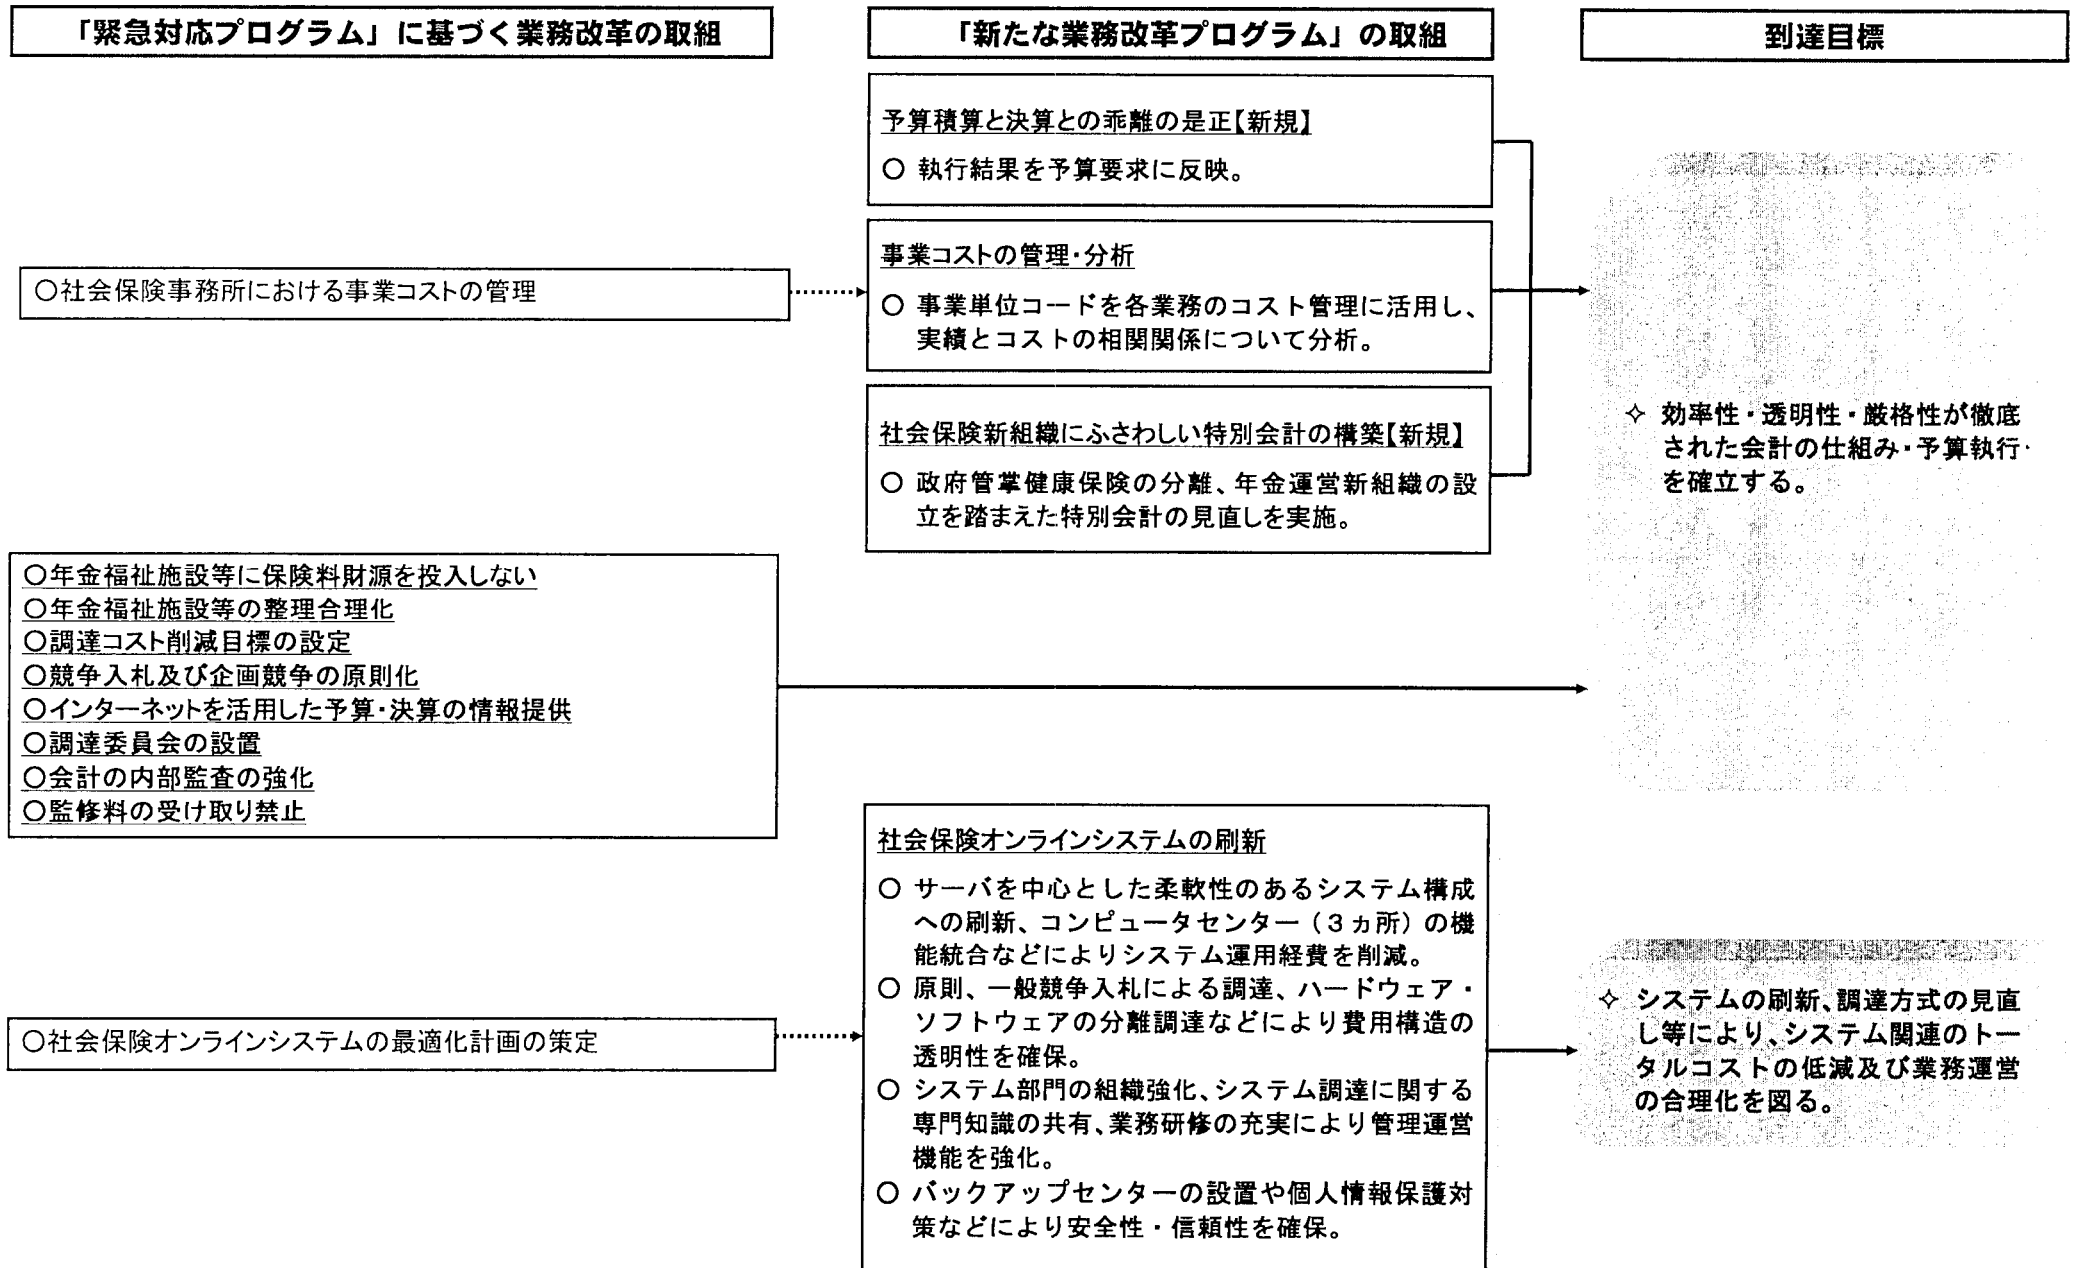 「緊急対応プログラム」に基づく業務改革の取組
「新たな業務改革プログラム」の取組
到達目標
予算積算と決算との乖離の是正【新規】
○ 執行結果を予算要求に反映。
○社会保険事務所における事業コストの管理
事業コストの管理・分析
○ 事業単位コードを各業務のコスト管理に活用し、
実績とコストの相関関係について分析。
社会保険新組織にふさわしい特別会計の構築【新規】
○ 政府管掌健康保険の分離、年金運営新組織の設
立を踏まえた特別会計の見直しを実施。
✧ 効率性・透明性・厳格性が徹底
された会計の仕組み・予算執行
を確立する。
○年金福祉施設等に保険料財源を投入しない
○年金福祉施設等の整理合理化
○調達コスト削減目標の設定
○競争入札及び企画競争の原則化
○インターネットを活用した予算・決算の情報提供
○調達委員会の設置
○会計の内部監査の強化
○監修料の受け取り禁止
○社会保険オンラインシステムの最適化計画の策定
社会保険オンラインシステムの刷新
○ サーバを中心とした柔軟性のあるシステム構成
への刷新、コンピュータセンター（３ヵ所）の機
能統合などによりシステム運用経費を削減。
○ 原則、一般競争入札による調達、ハードウェア・
ソフトウェアの分離調達などにより費用構造の
透明性を確保。
○ システム部門の組織強化、システム調達に関する
専門知識の共有、業務研修の充実により管理運営
機能を強化。
○ バックアップセンターの設置や個人情報保護対
策などにより安全性・信頼性を確保。
✧ システムの刷新、調達方式の見直
し等により、システム関連のトー
タルコストの低減及び業務運営
の合理化を図る。